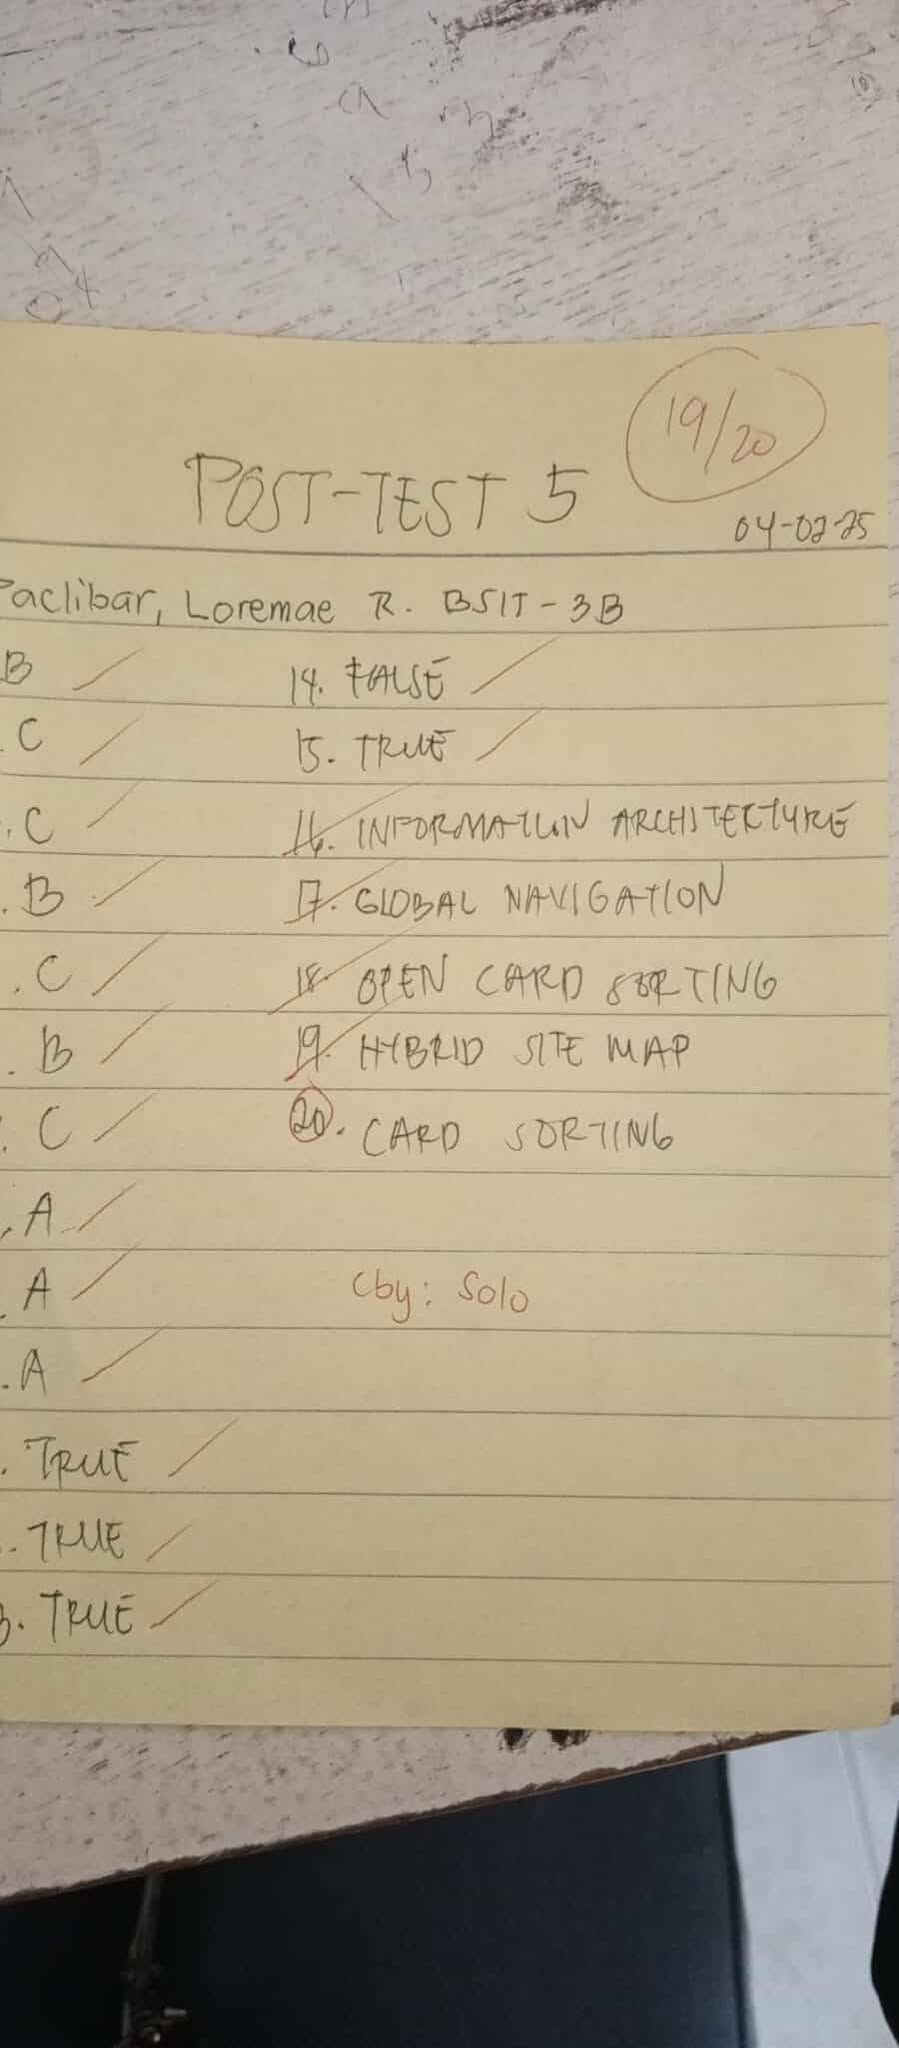 19/20
POST-TEST 5
04-02-25
Paclibar, Loremae R. BSIT-3B
B
. C
. C
. B
. C
. B
. C
. A
. A
. A
. TRUE
. TRUE
3. TRUE
14. FALSE
15. TRUE
16. INFORMATION ARCHITECTURE
17. GLOBAL NAVIGATION
18. OPEN CARD SORTING
19. HYBRID SITE MAP
20. CARD SORTING
Cby: Solo